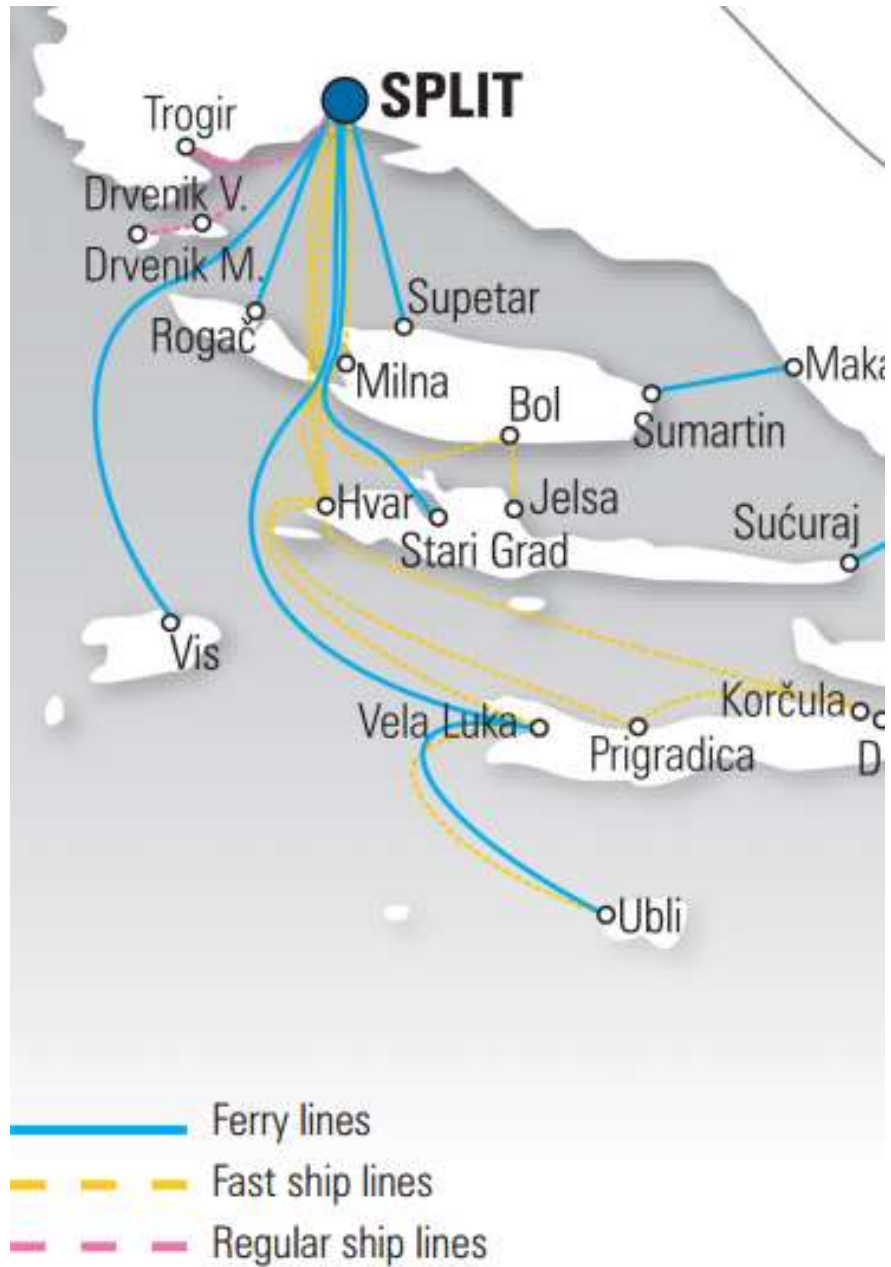 SPLIT
Trogir
Drvenik V.
Drvenik M.
Supetar
Rogač
Milna
Maka
Bol
Sumartin
Hvar
Jelsa
Stari Grad
Sućuraj
Vis
Korčula
Vela Luka
Prigradica
D
Ubli
Ferry lines
Fast ship lines
Regular ship lines